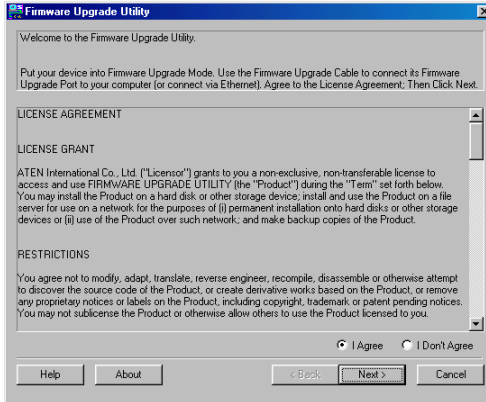 Firmware Upgrade Utility
Welcome to the Firmware Upgrade Utility.
Put your device into Firmware Upgrade Mode. Use the Firmware Upgrade Cable to connect its Firmware
Upgrade Port to your computer (or connect via Ethernet). Agree to the License Agreement; Then Click Next.
LICENSE AGREEMENT
LICENSE GRANT
ATEN International Co., Ltd. ("Licensor") grants to you a non-exclusive, non-transferable license to
access and use FIRMWARE UPGRADE UTILITY (the "Product") during the "Term" set forth below.
You may install the Product on a hard disk or other storage device; install and use the Product on a file
server for use on a network for the purposes of (i) permanent installation onto hard disks or other storage
devices or (ii) use of the Product over such network; and make backup copies of the Product.
RESTRICTIONS
You agree not to modify, adapt, translate, reverse engineer, recompile, disassemble or otherwise attempt
to discover the source code of the Product, or create derivative works based on the Product, or remove
any proprietary notices or labels on the Product, including copyright, trademark or patent pending notices.
You may not sublicense the Product or otherwise allow others to use the Product licensed to you.
I Agree I Don't Agree
Help About < Back Next > Cancel